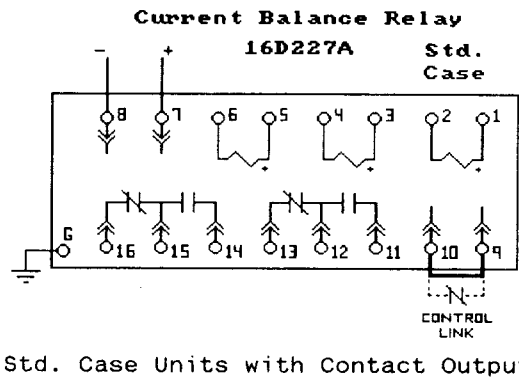 Current Balance Relay
16D227A Std.
Case
- +
8 7 6 5 4 3 2 1
+ + +
G 16 15 14 13 12 11 10 9
CONTROL
LINK
Std. Case Units with Contact Outpu